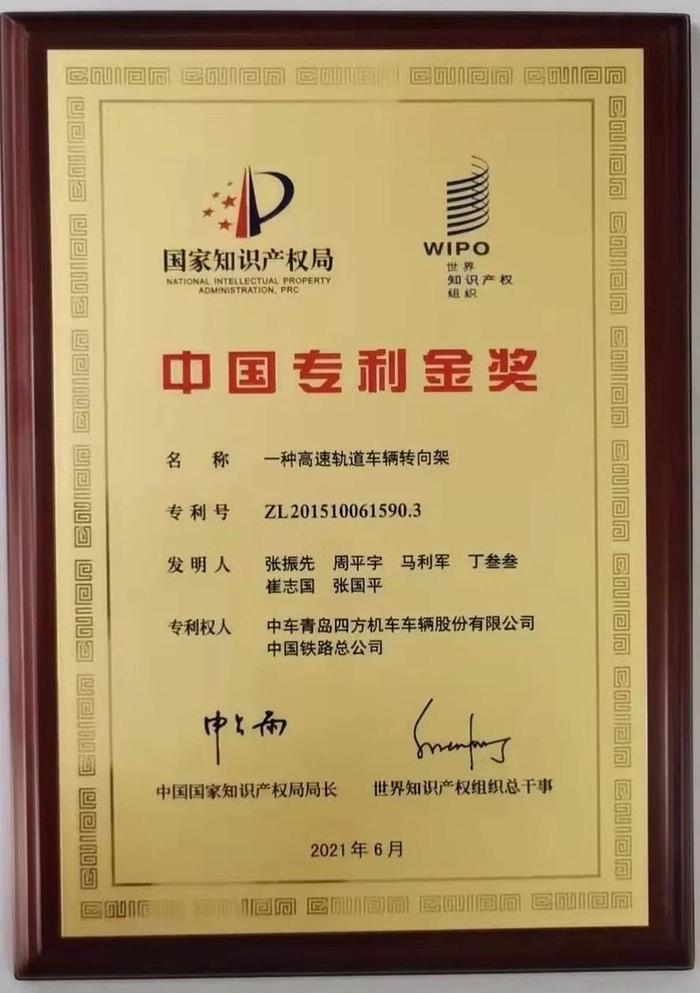 国家知识产权局
NATIONAL INTELLECTUAL PROPERTY
ADMINISTRATION, PRC
WIPO
世界
知识产权
组织
中国专利金奖
名 称 一种高速轨道车辆转向架
专利号 ZL201510061590.3
发明人 张振先 周平宇 马利军 丁叁叁
崔志国 张国平
专利权人 中车青岛四方机车车辆股份有限公司
中国铁路总公司
申长雨
中国国家知识产权局局长 世界知识产权组织总干事
2021年6月